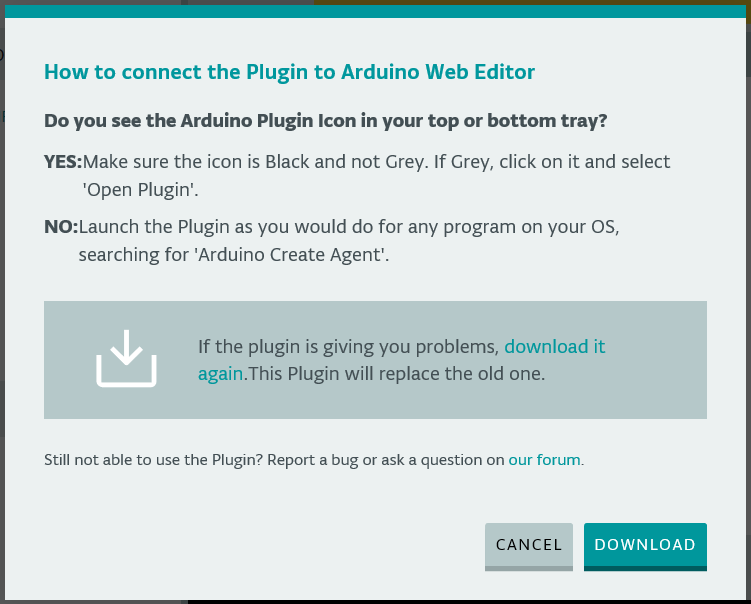 How to connect the Plugin to Arduino Web Editor
Do you see the Arduino Plugin Icon in your top or bottom tray?
YES:Make sure the icon is Black and not Grey. If Grey, click on it and select
'Open Plugin'.
NO:Launch the Plugin as you would do for any program on your OS,
searching for 'Arduino Create Agent'.
If the plugin is giving you problems, download it
again.This Plugin will replace the old one.
Still not able to use the Plugin? Report a bug or ask a question on our forum.
CANCEL DOWNLOAD